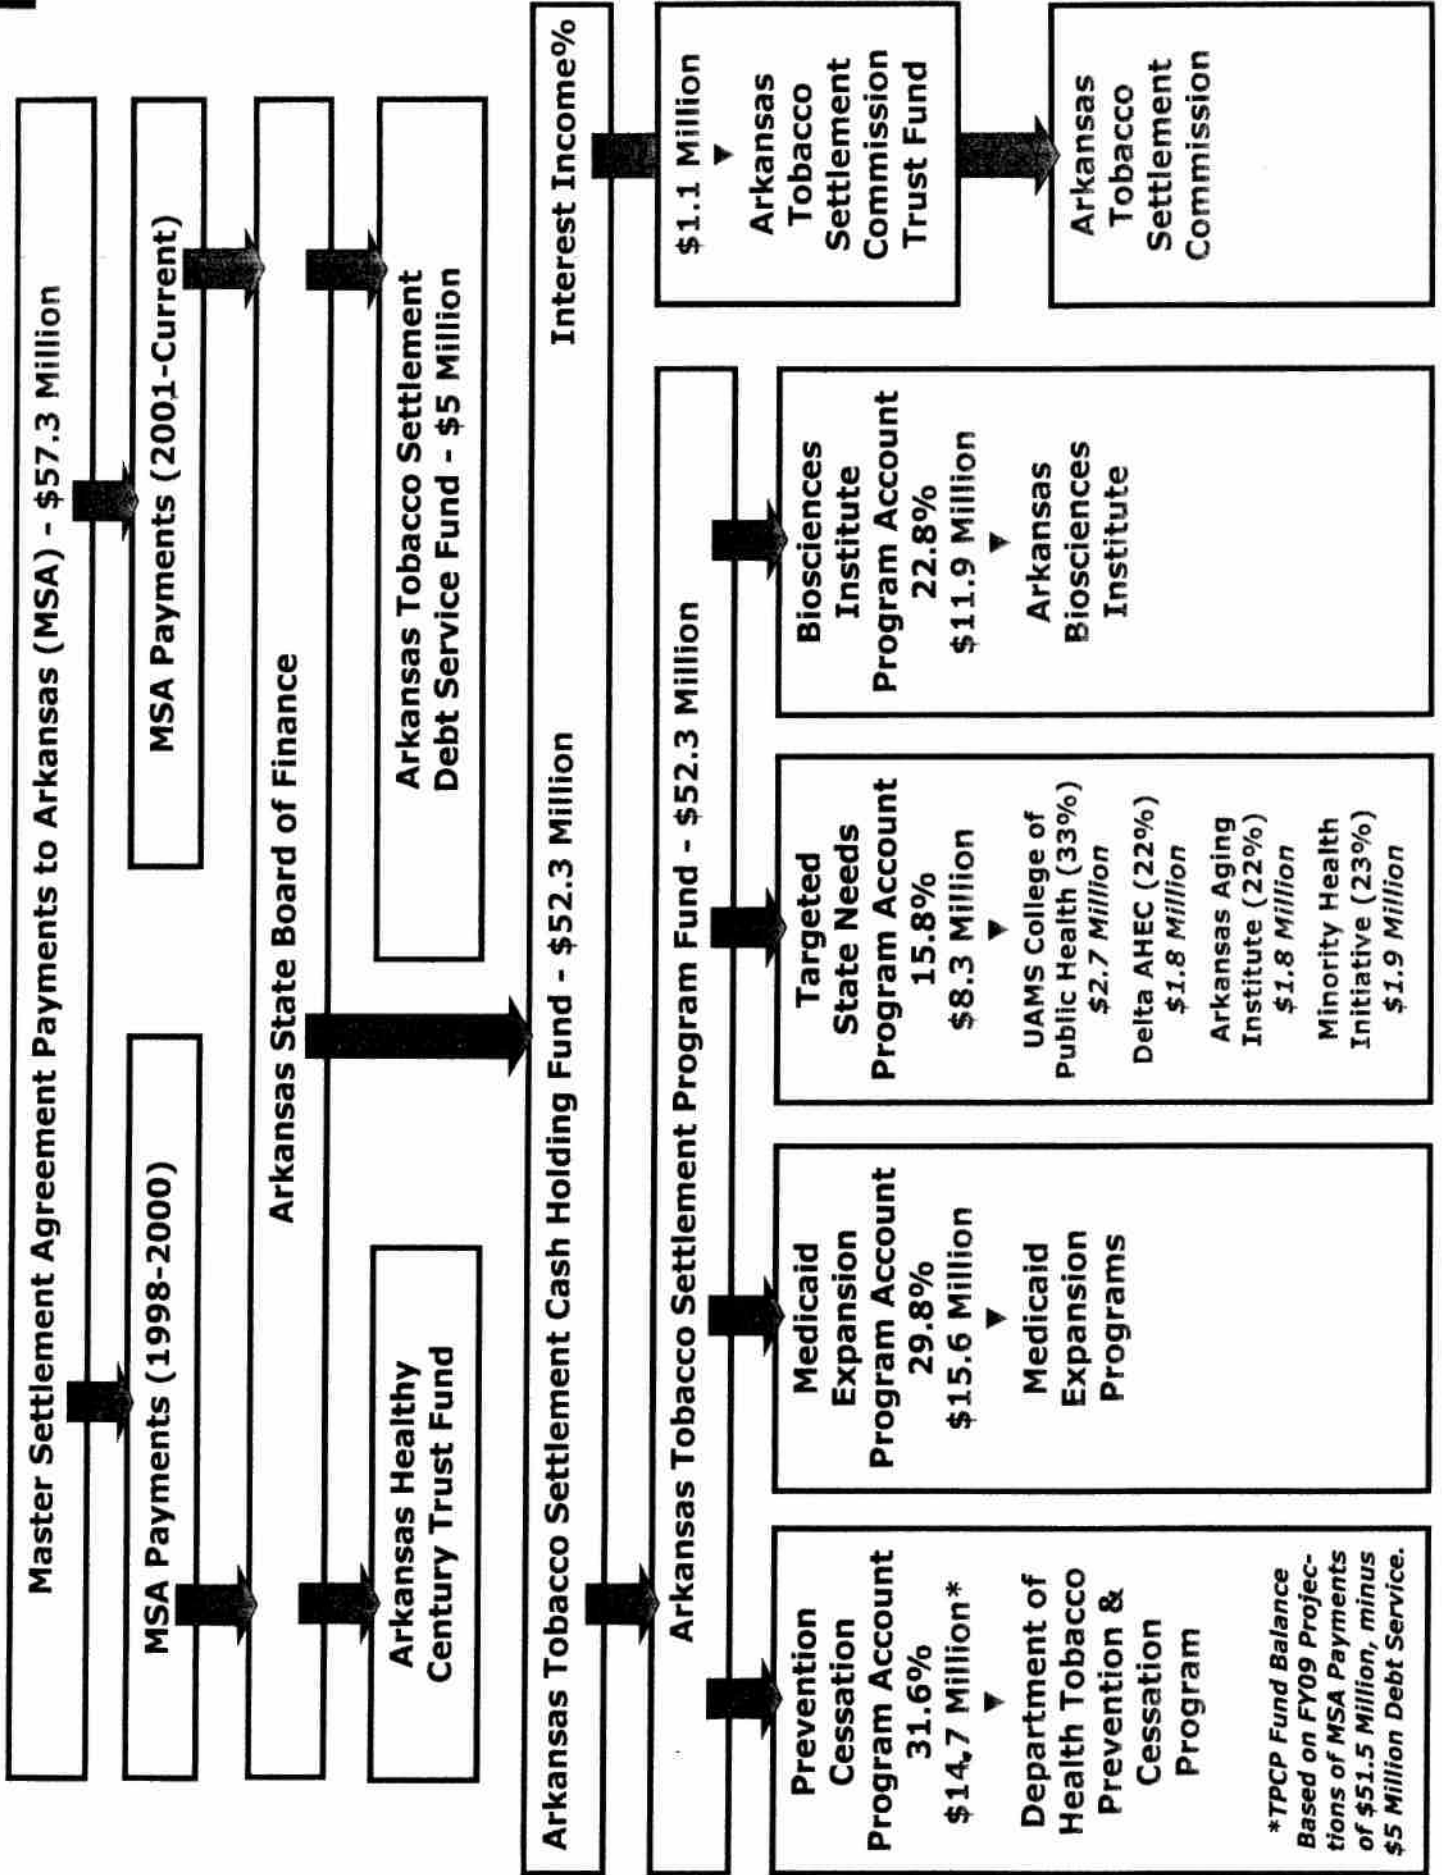 Master Settlement Agreement Payments to Arkansas (MSA) - $57.3 Million
MSA Payments (1998-2000)
MSA Payments (2001-Current)
Arkansas State Board of Finance
Arkansas Healthy
Century Trust Fund
Arkansas Tobacco Settlement
Debt Service Fund - $5 Million
Arkansas Tobacco Settlement Cash Holding Fund - $52.3 Million
Interest Income%
Arkansas Tobacco Settlement Program Fund - $52.3 Million
$1.1 Million
▼
Arkansas
Tobacco
Settlement
Commission
Trust Fund
Arkansas
Tobacco
Settlement
Commission
Prevention
Cessation
Program Account
31.6%
$14.7 Million*
▼
Department of
Health Tobacco
Prevention &
Cessation
Program
*TPCP Fund Balance
Based on FY09 Projec-
tions of MSA Payments
of $51.5 Million, minus
$5 Million Debt Service.
Medicaid
Expansion
Program Account
29.8%
$15.6 Million
▼
Medicaid
Expansion
Programs
Targeted
State Needs
Program Account
15.8%
$8.3 Million
▼
UAMS College of
Public Health (33%)
$2.7 Million
Delta AHEC (22%)
$1.8 Million
Arkansas Aging
Institute (22%)
$1.8 Million
Minority Health
Initiative (23%)
$1.9 Million
Biosciences
Institute
Program Account
22.8%
$11.9 Million
▼
Arkansas
Biosciences
Institute